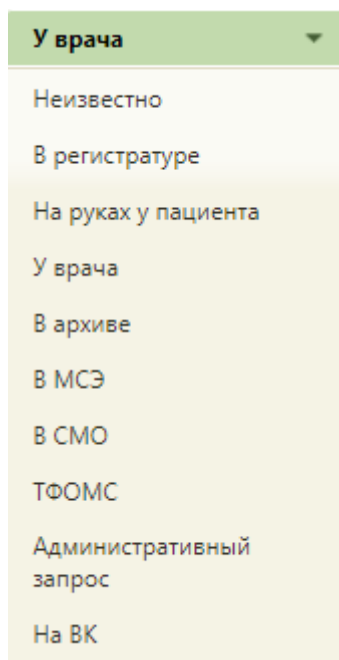 У врача
Неизвестно
В регистратуре
На руках у пациента
У врача
В архиве
В МСЭ
В СМО
ТФОМС
Административный
запрос
На ВК